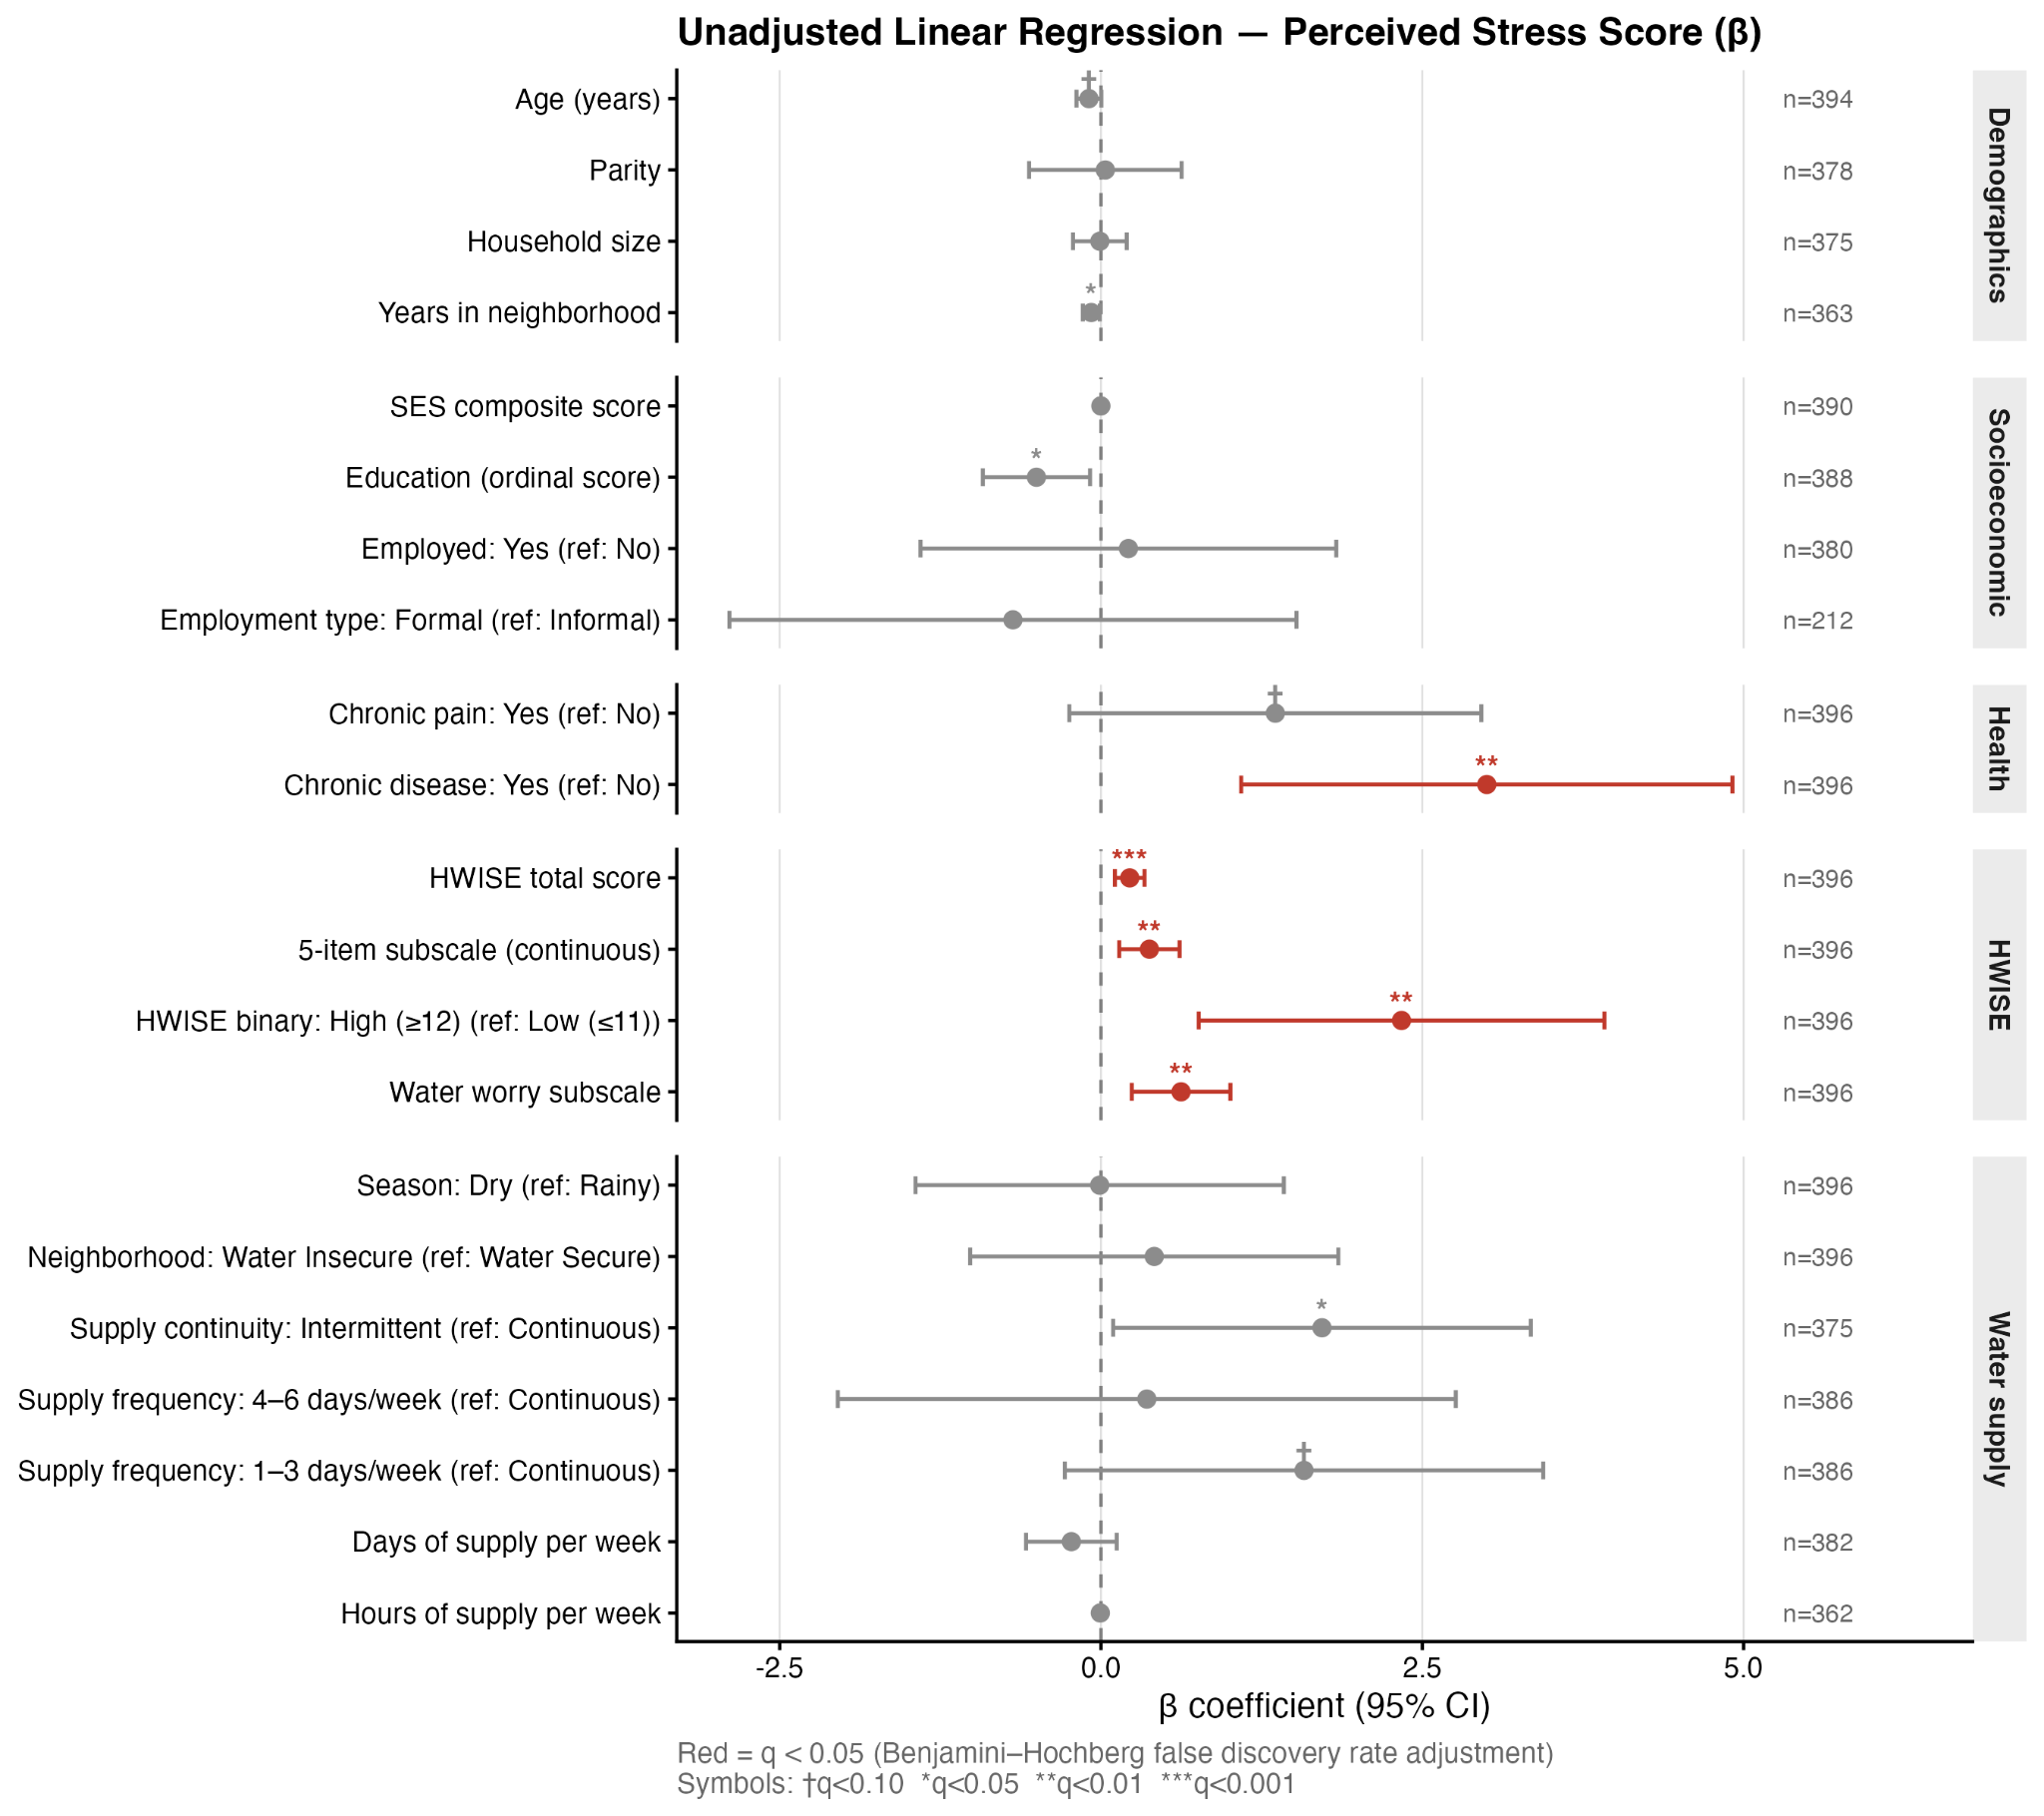 Unadjusted Linear Regression — Perceived Stress Score (β)
†
Age (years) n=394
Parity n=378
Household size n=375
*
Years in neighborhood n=363
Demographics
SES composite score n=390
*
Education (ordinal score) n=388
Employed: Yes (ref: No) n=380
Employment type: Formal (ref: Informal) n=212
Socioeconomic
†
Chronic pain: Yes (ref: No) n=396
**
Chronic disease: Yes (ref: No) n=396
Health
***
HWISE total score n=396
**
5-item subscale (continuous) n=396
**
HWISE binary: High (≥12) (ref: Low (≤11)) n=396
**
Water worry subscale n=396
HWISE
Season: Dry (ref: Rainy) n=396
Neighborhood: Water Insecure (ref: Water Secure) n=396
*
Supply continuity: Intermittent (ref: Continuous) n=375
Supply frequency: 4–6 days/week (ref: Continuous) n=386
†
Supply frequency: 1–3 days/week (ref: Continuous) n=386
Days of supply per week n=382
Hours of supply per week n=362
Water supply
-2.5 0.0 2.5 5.0
β coefficient (95% CI)
Red = q < 0.05 (Benjamini–Hochberg false discovery rate adjustment)
Symbols: †q<0.10 *q<0.05 **q<0.01 ***q<0.001